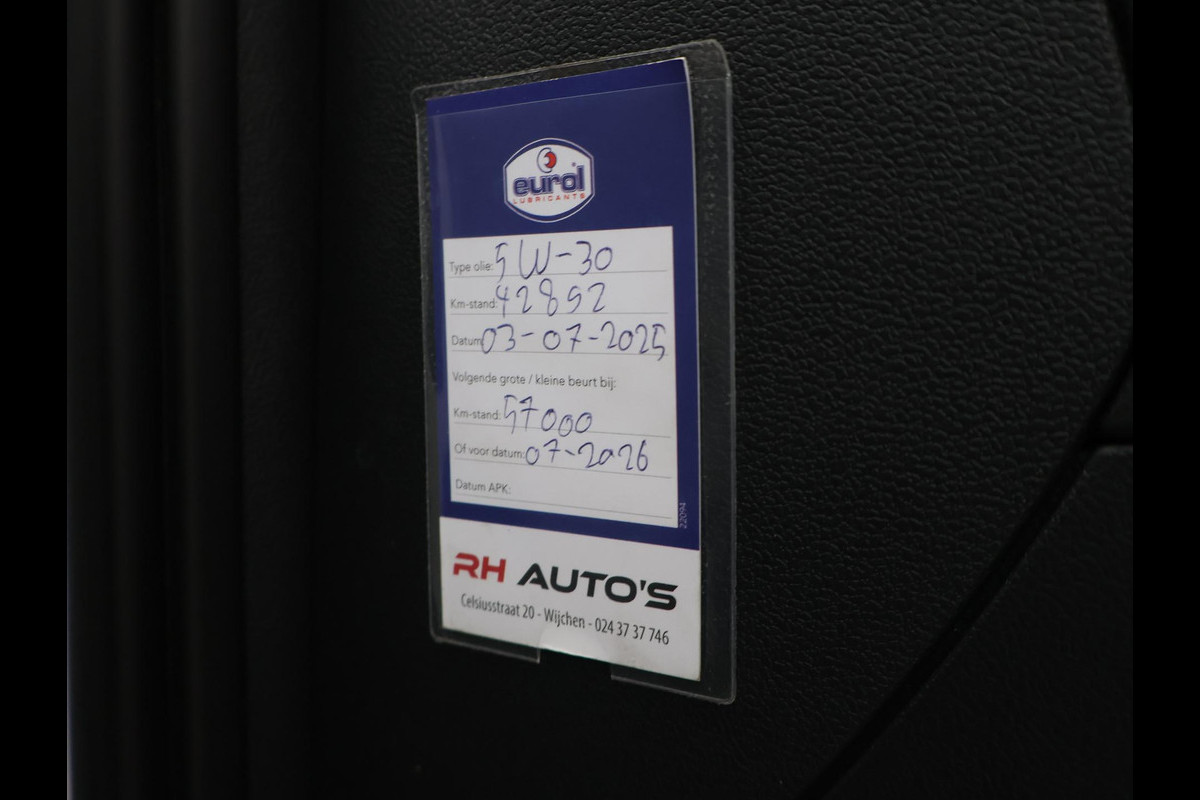 eurol
LUBRICANTS
Type olie: 5W-30
Km-stand: 42892
Datum 03-07-2025
Volgende grote / kleine beurt bij:
Km-stand: 57000
Of voor datum: 07-2026
Datum APK:
22094
RH AUTO'S
Celsiusstraat 20 - Wijchen - 024 37 37 746